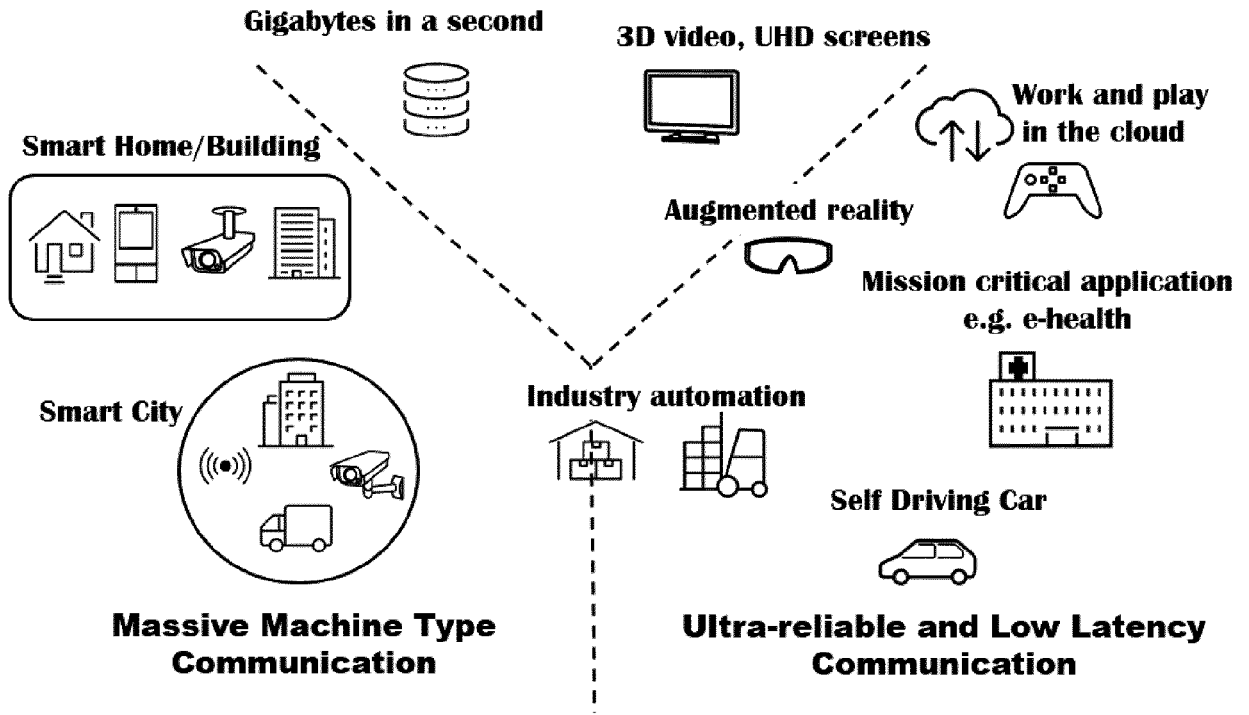 Gigabytes in a second
3D video, UHD screens
Work and play
in the cloud
Smart Home/Building
Augmented reality
Mission critical application
e.g. e-health
Industry automation
Smart City
Self Driving Car
Massive Machine Type
Communication
Ultra-reliable and Low Latency
Communication